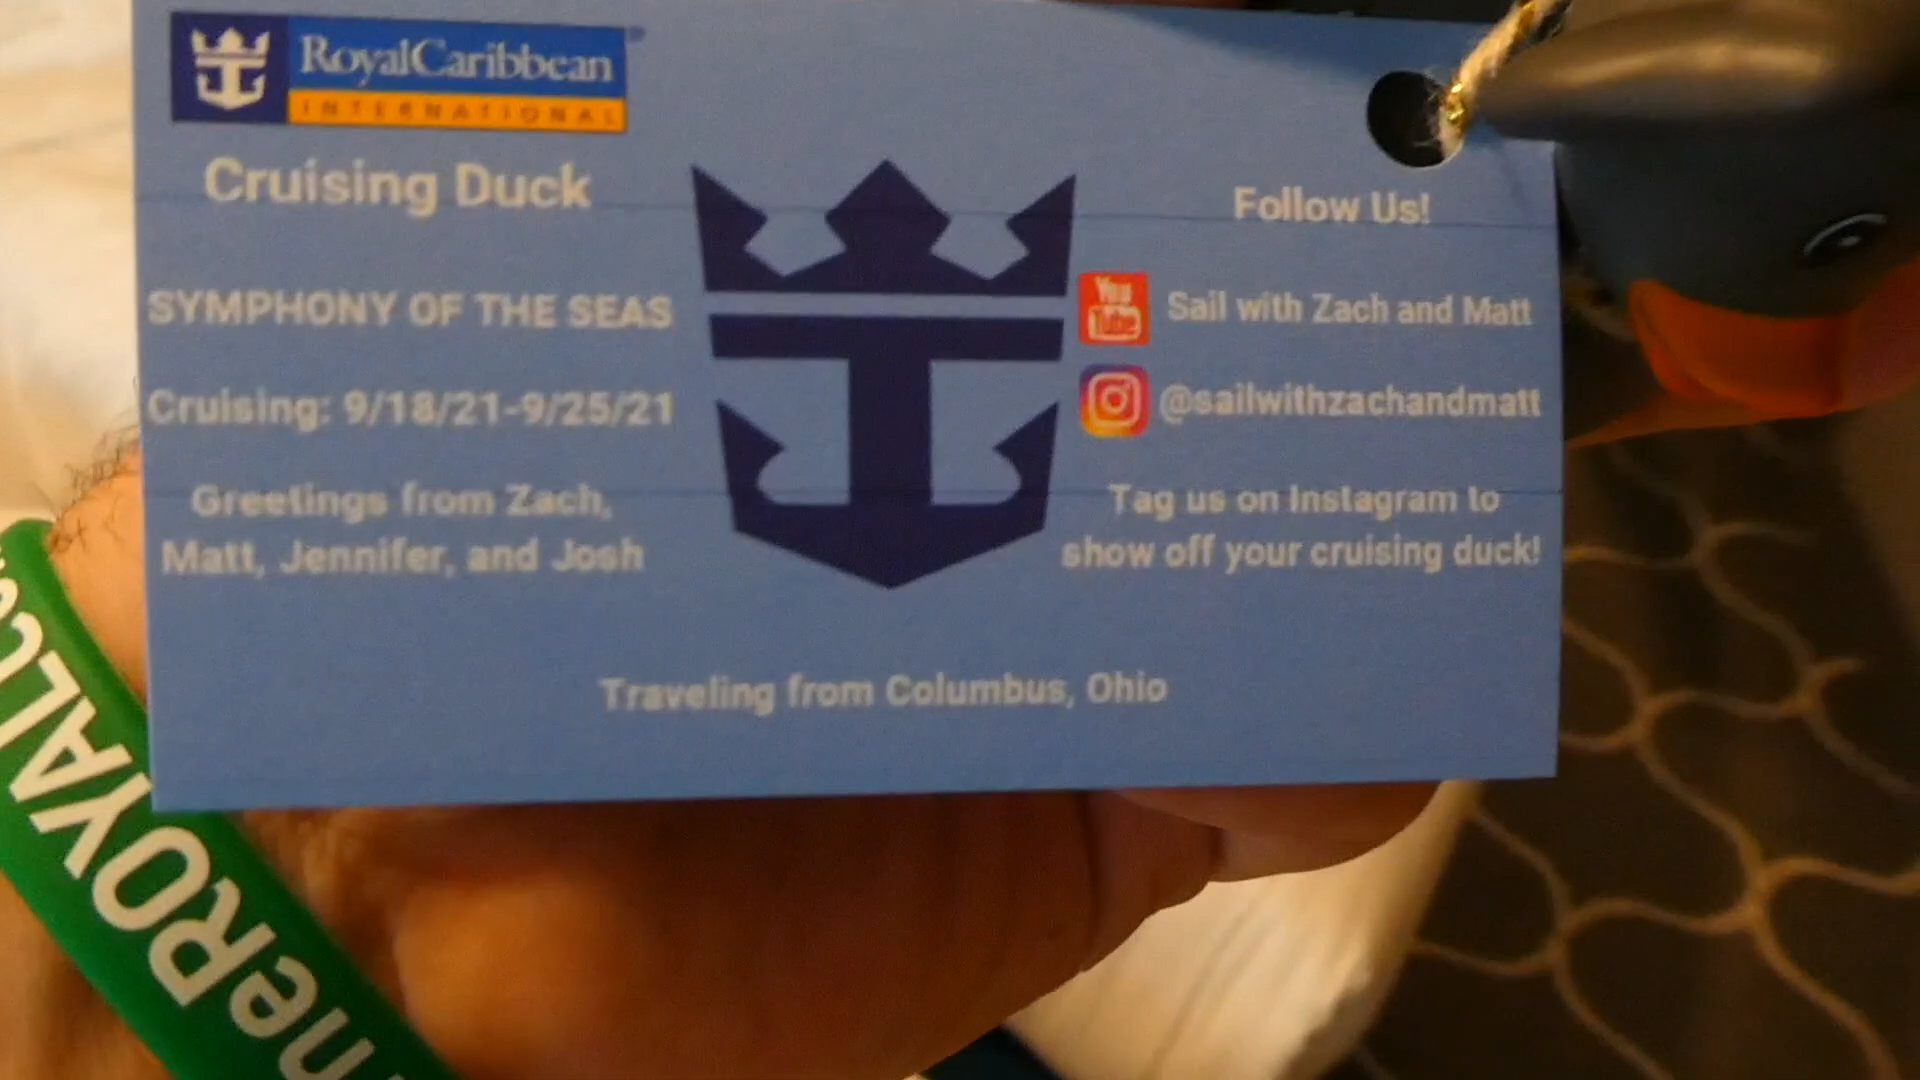 RoyalCaribbean
INTERNATIONAL
Cruising Duck
SYMPHONY OF THE SEAS
Cruising: 9/18/21-9/25/21
Greetings from Zach,
Matt, Jennifer, and Josh
Follow Us!
You
Tube
Sail with Zach and Matt
@sailwithzachandmatt
Tag us on Instagram to
show off your cruising duck!
Traveling from Columbus, Ohio